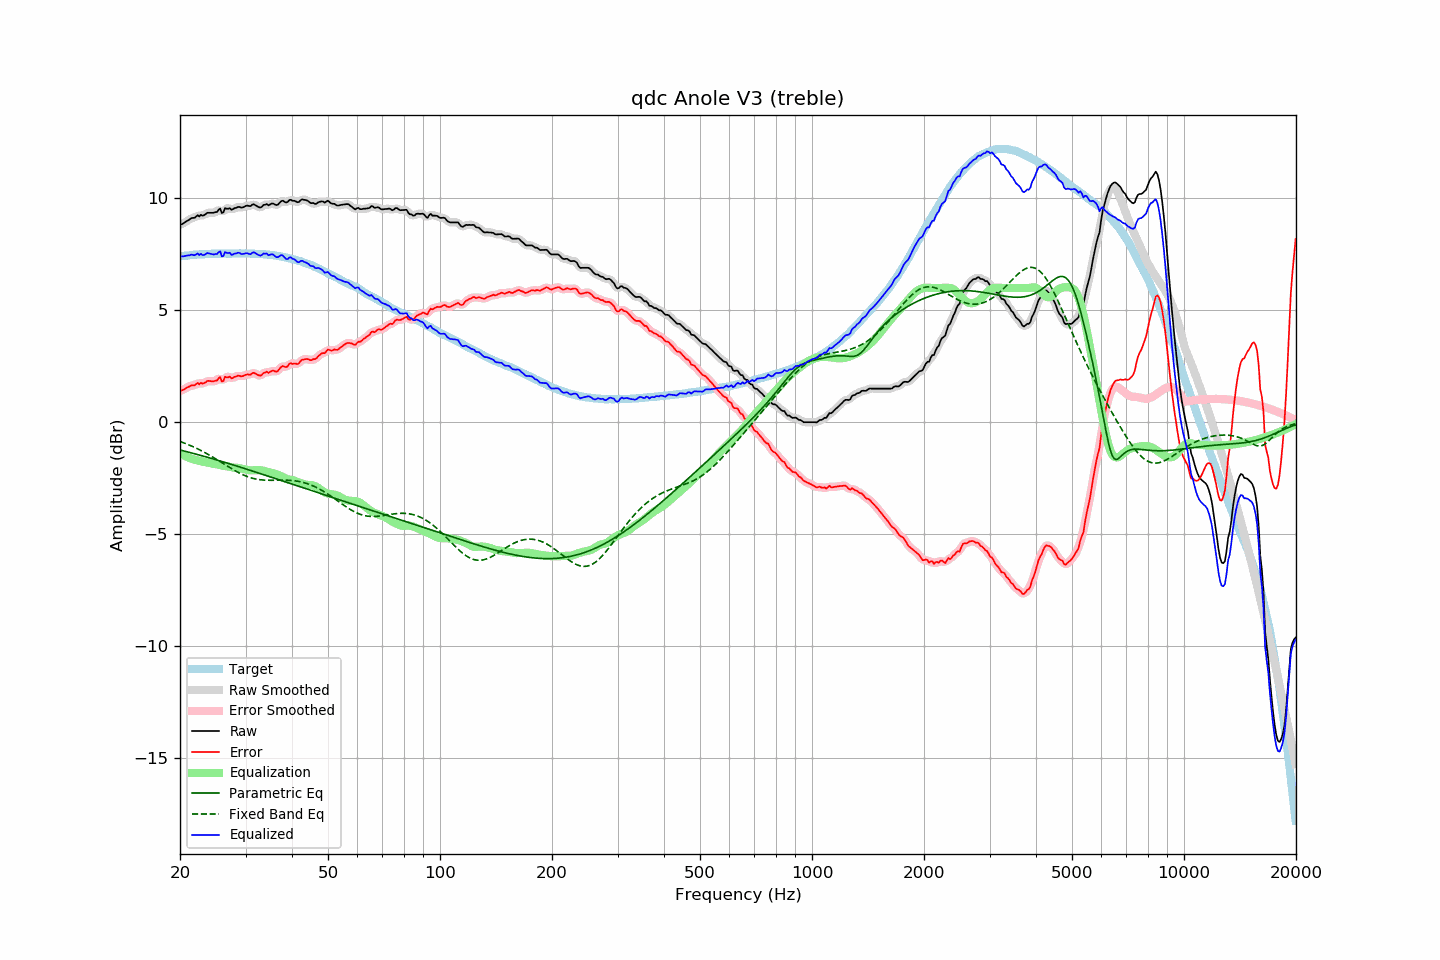 qdc Anole V3 (treble)
Amplitude (dBr)
10
5
0
−5
−10
−15
Target
Raw Smoothed
Error Smoothed
Raw
Error
Equalization
Parametric Eq
Fixed Band Eq
Equalized
20 50 100 200 500 1000 2000 5000 10000 20000
Frequency (Hz)